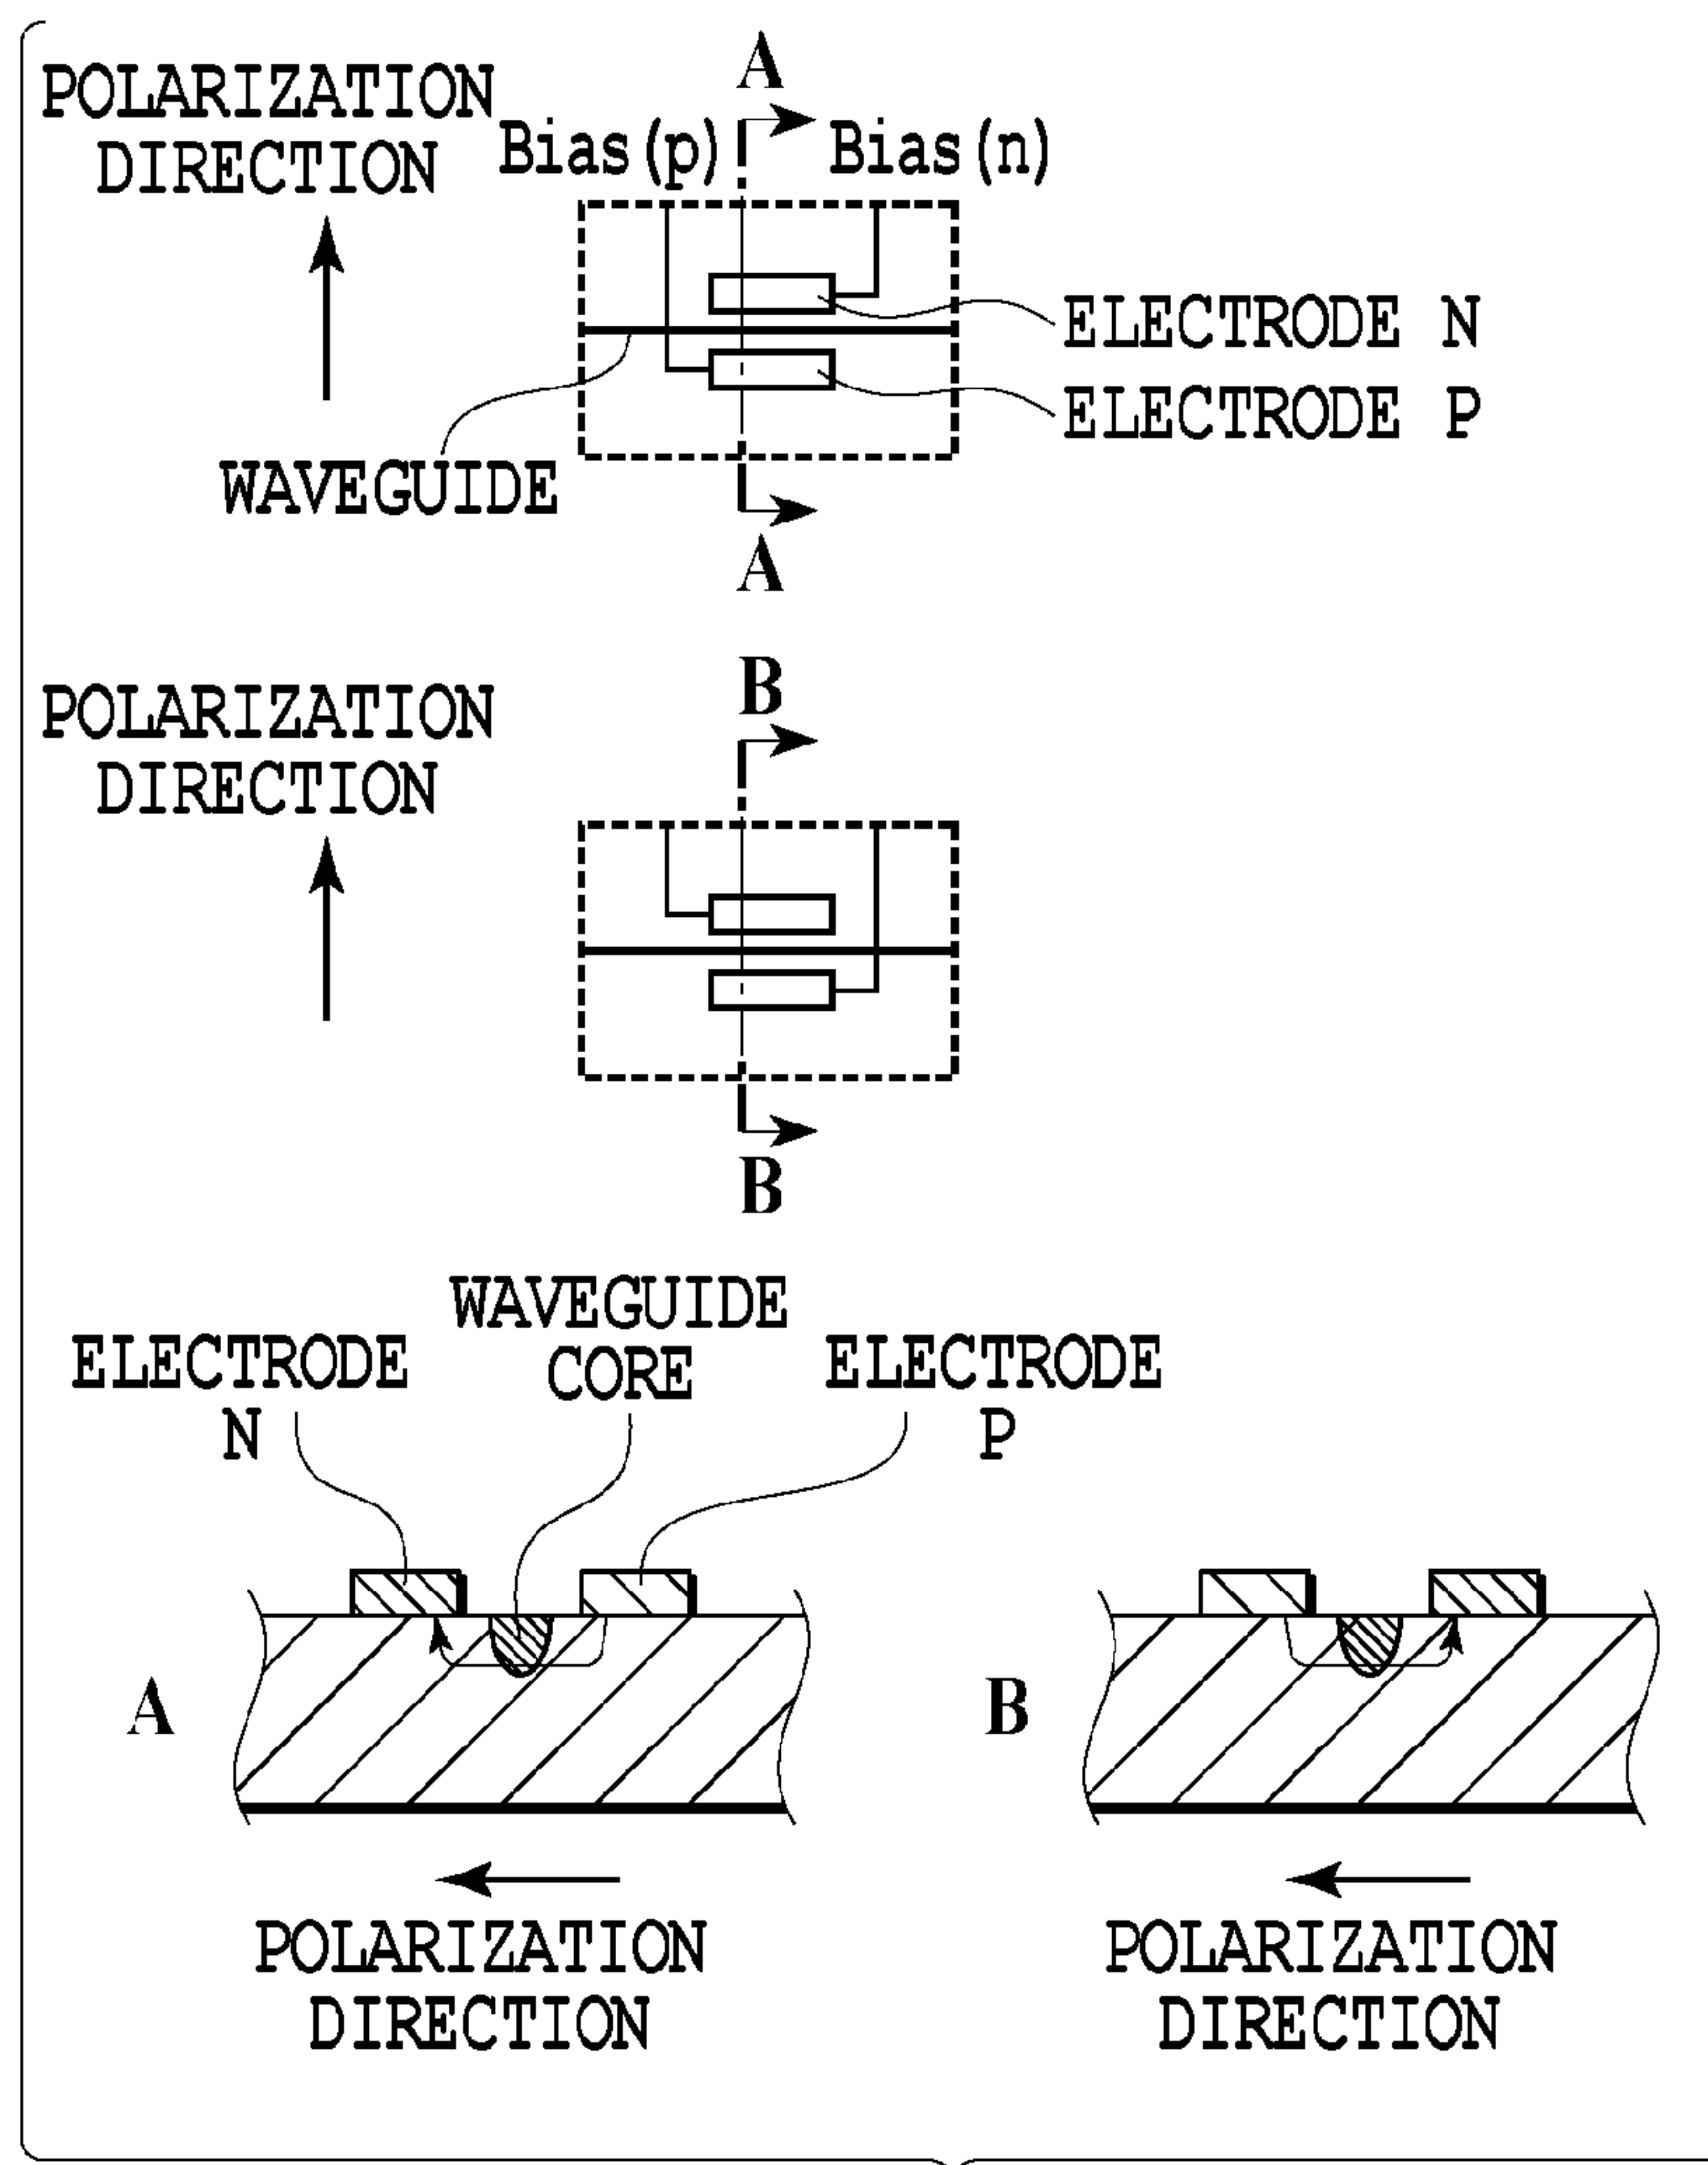 A
POLARIZATION
DIRECTION
Bias(p)
Bias(n)
ELECTRODE N
ELECTRODE P
WAVEGUIDE
A
B
POLARIZATION
DIRECTION
B
WAVEGUIDE
CORE
ELECTRODE
N
ELECTRODE
P
A
B
POLARIZATION
DIRECTION
POLARIZATION
DIRECTION